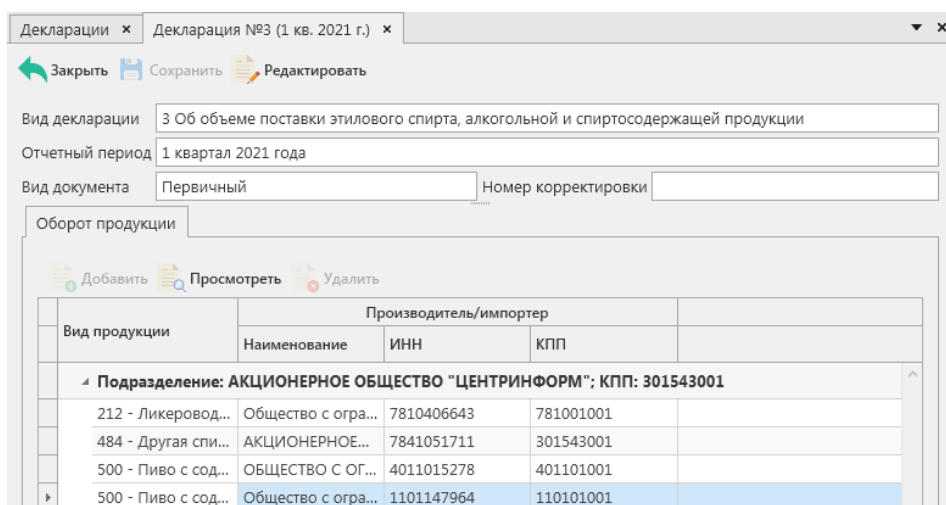 Декларации × Декларация №3 (1 кв. 2021 г.) ×
Закрыть Сохранить Редактировать
Вид декларации 3 Об объеме поставки этилового спирта, алкогольной и спиртосодержащей продукции
Отчетный период 1 квартал 2021 года
Вид документа Первичный Номер корректировки
Оборот продукции
Добавить Просмотреть Удалить
Производитель/импортер
Вид продукции
Наименование ИНН КПП
Подразделение: АКЦИОНЕРНОЕ ОБЩЕСТВО "ЦЕНТРИНФОРМ"; КПП: 301543001
212 - Ликеровод... Общество с огра... 7810406643 781001001
484 - Другая спи... АКЦИОНЕРНОЕ... 7841051711 301543001
500 - Пиво с сод... ОБЩЕСТВО С ОГ... 4011015278 401101001
500 - Пиво с сод... Общество с огра... 1101147964 110101001